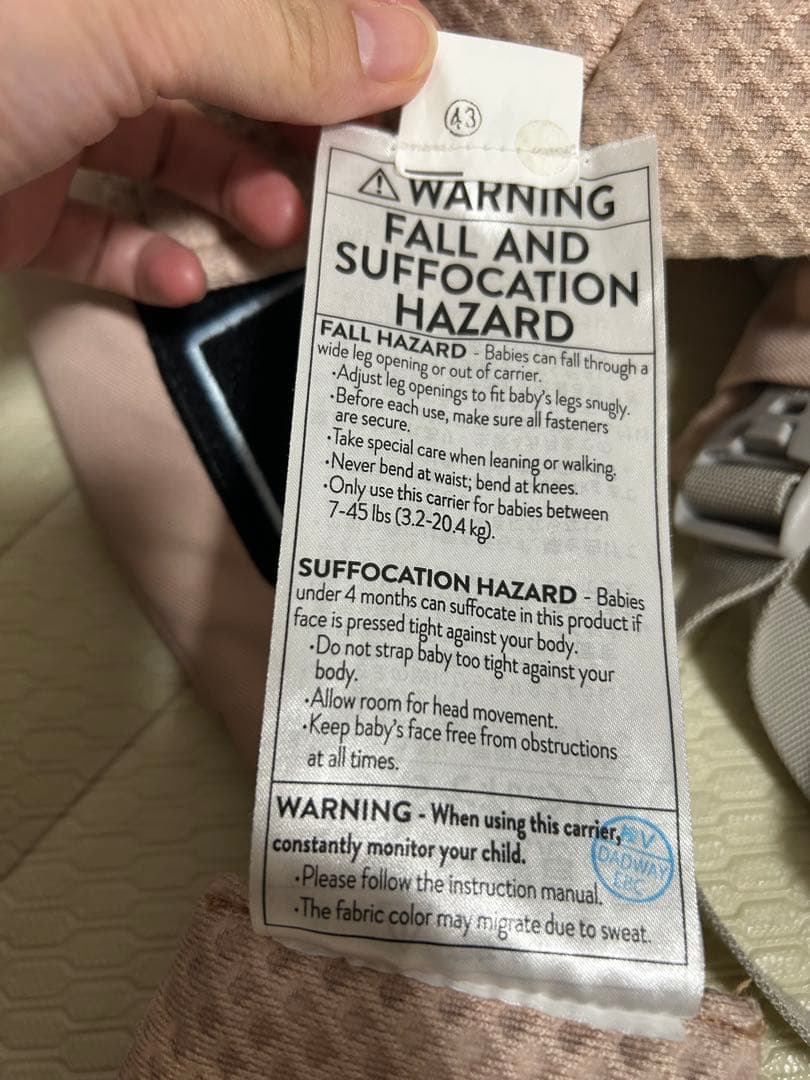 43
⚠ WARNING
FALL AND
SUFFOCATION
HAZARD
FALL HAZARD - Babies can fall through a
wide leg opening or out of carrier.
·Adjust leg openings to fit baby's legs snugly.
·Before each use, make sure all fasteners
are secure.
·Take special care when leaning or walking.
·Never bend at waist; bend at knees.
·Only use this carrier for babies between
7-45 lbs (3.2-20.4 kg).
SUFFOCATION HAZARD - Babies
under 4 months can suffocate in this product if
face is pressed tight against your body.
·Do not strap baby too tight against your
body.
·Allow room for head movement.
·Keep baby's face free from obstructions
at all times.
WARNING - When using this carrier,
constantly monitor your child.
·Please follow the instruction manual.
·The fabric color may migrate due to sweat.
DADWAY
EBC